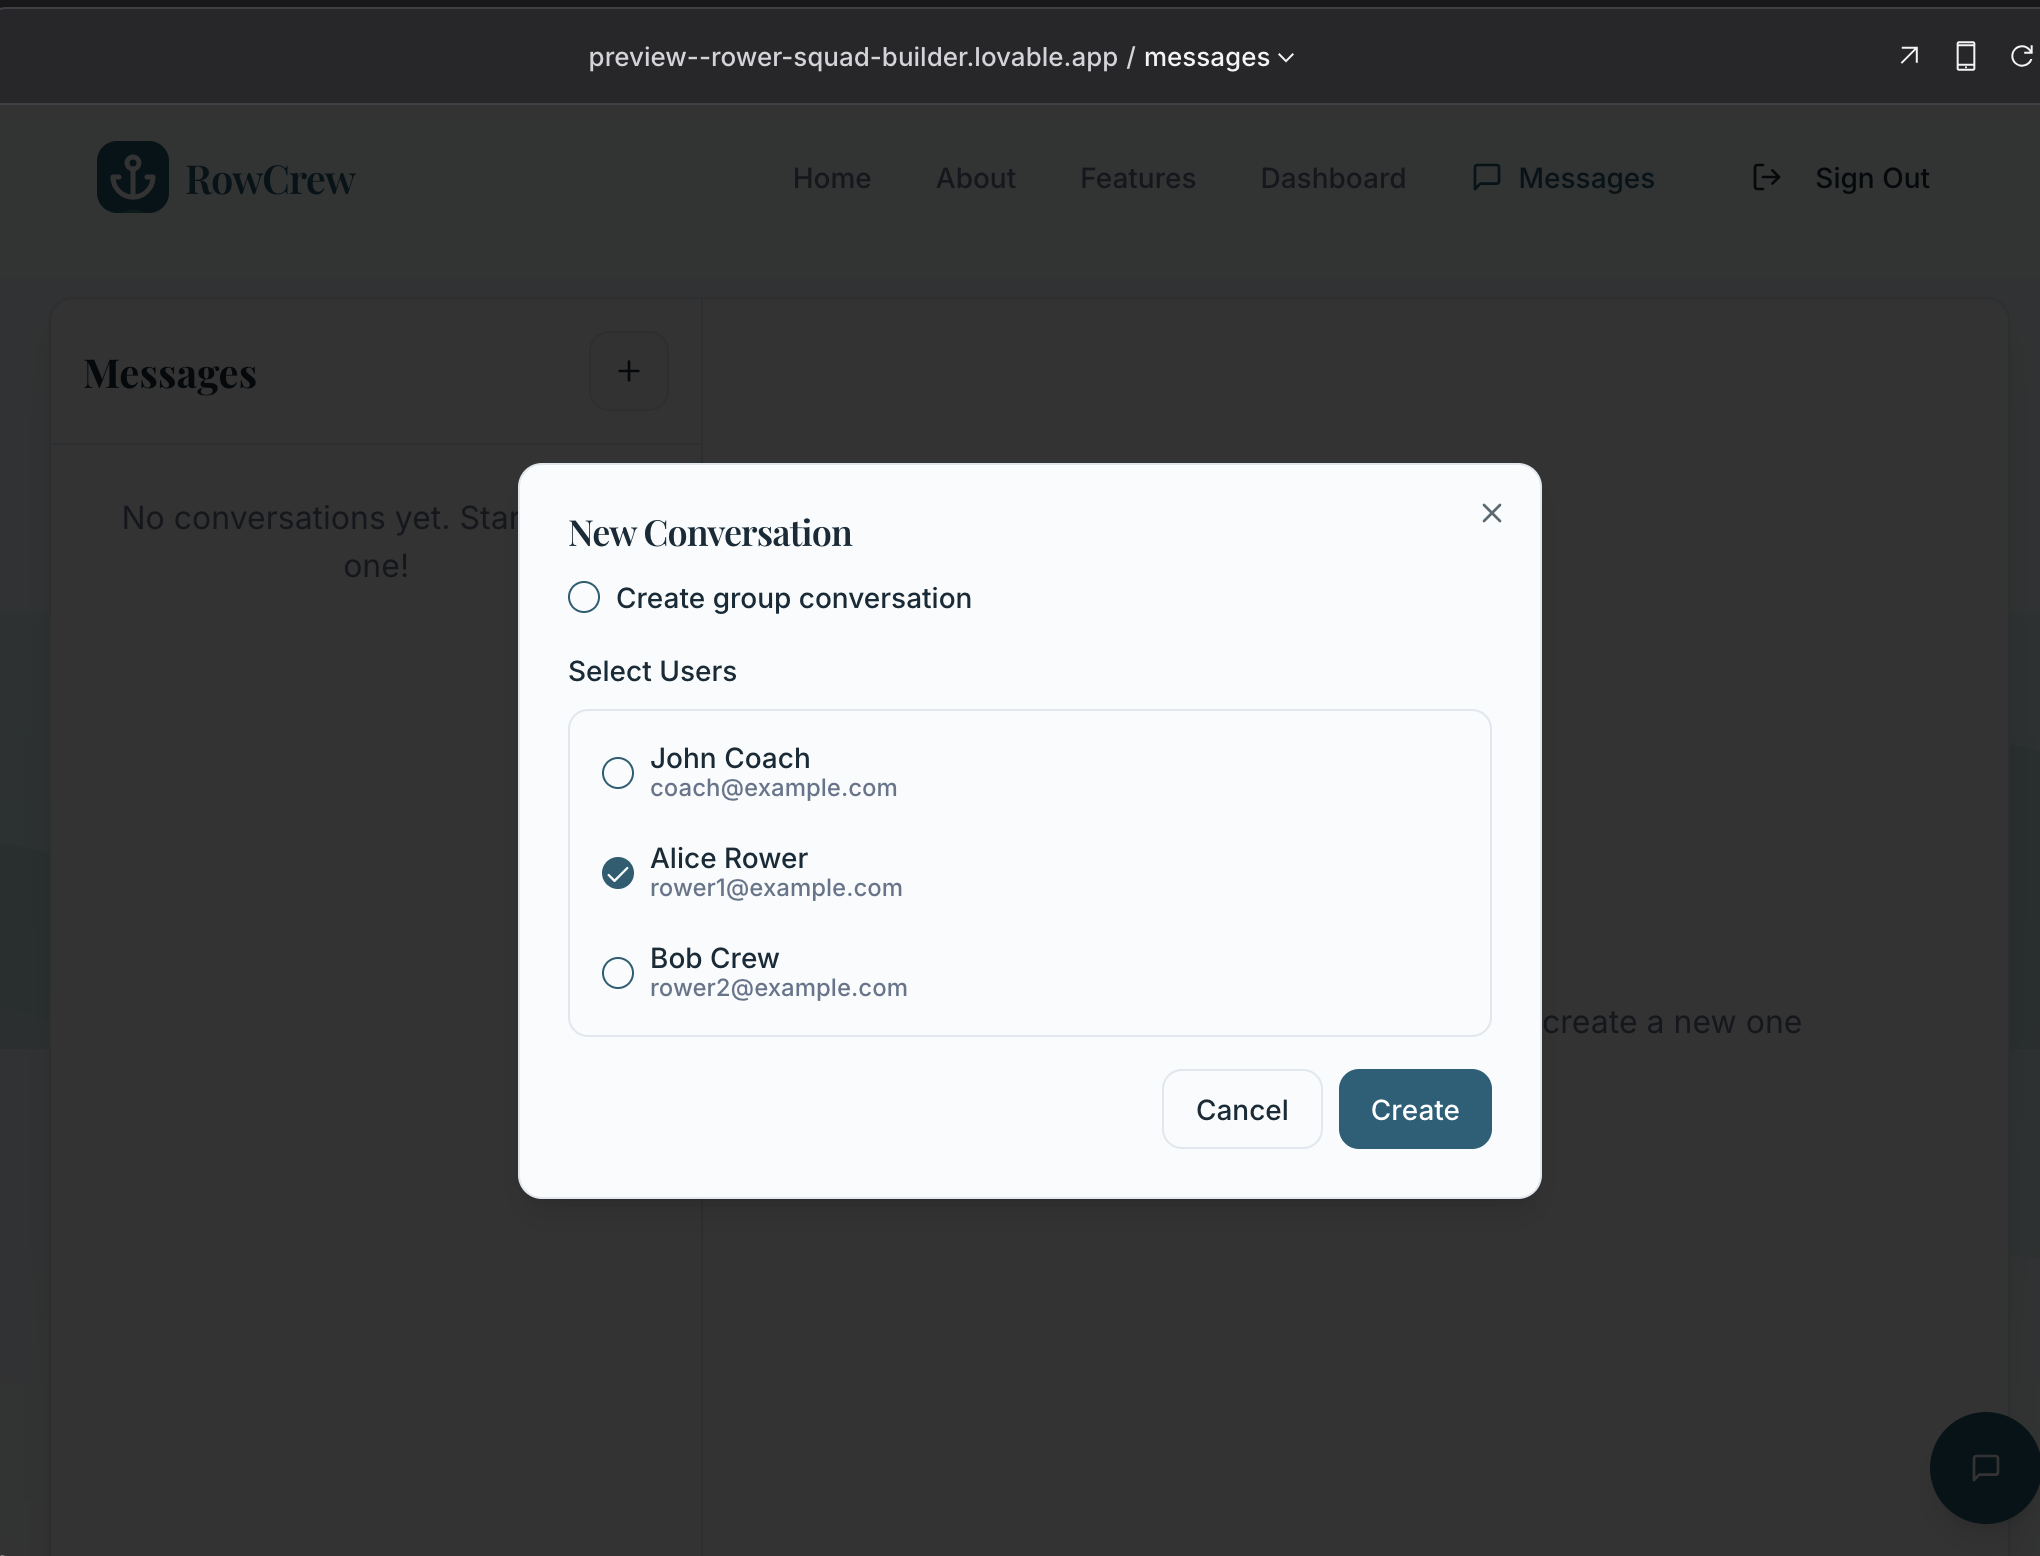 preview--rower-squad-builder.lovable.app / messages
RowCrew
Home
About
Features
Dashboard
Messages
Sign Out
Messages
No conversations yet. Star
one!
New Conversation
Create group conversation
Select Users
John Coach
coach@example.com
Alice Rower
rower1@example.com
Bob Crew
rower2@example.com
create a new one
Cancel
Create